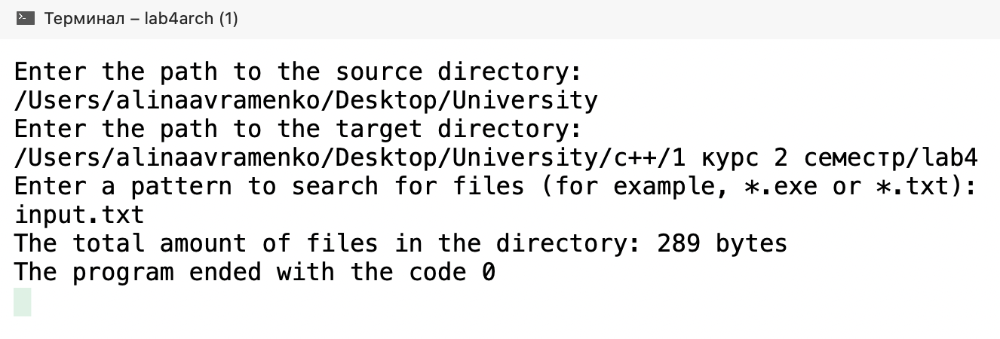 Терминал – lab4arch (1)
Enter the path to the source directory:
/Users/alinaavramenko/Desktop/University
Enter the path to the target directory:
/Users/alinaavramenko/Desktop/University/c++/1 курс 2 семестр/lab4
Enter a pattern to search for files (for example, *.exe or *.txt):
input.txt
The total amount of files in the directory: 289 bytes
The program ended with the code 0